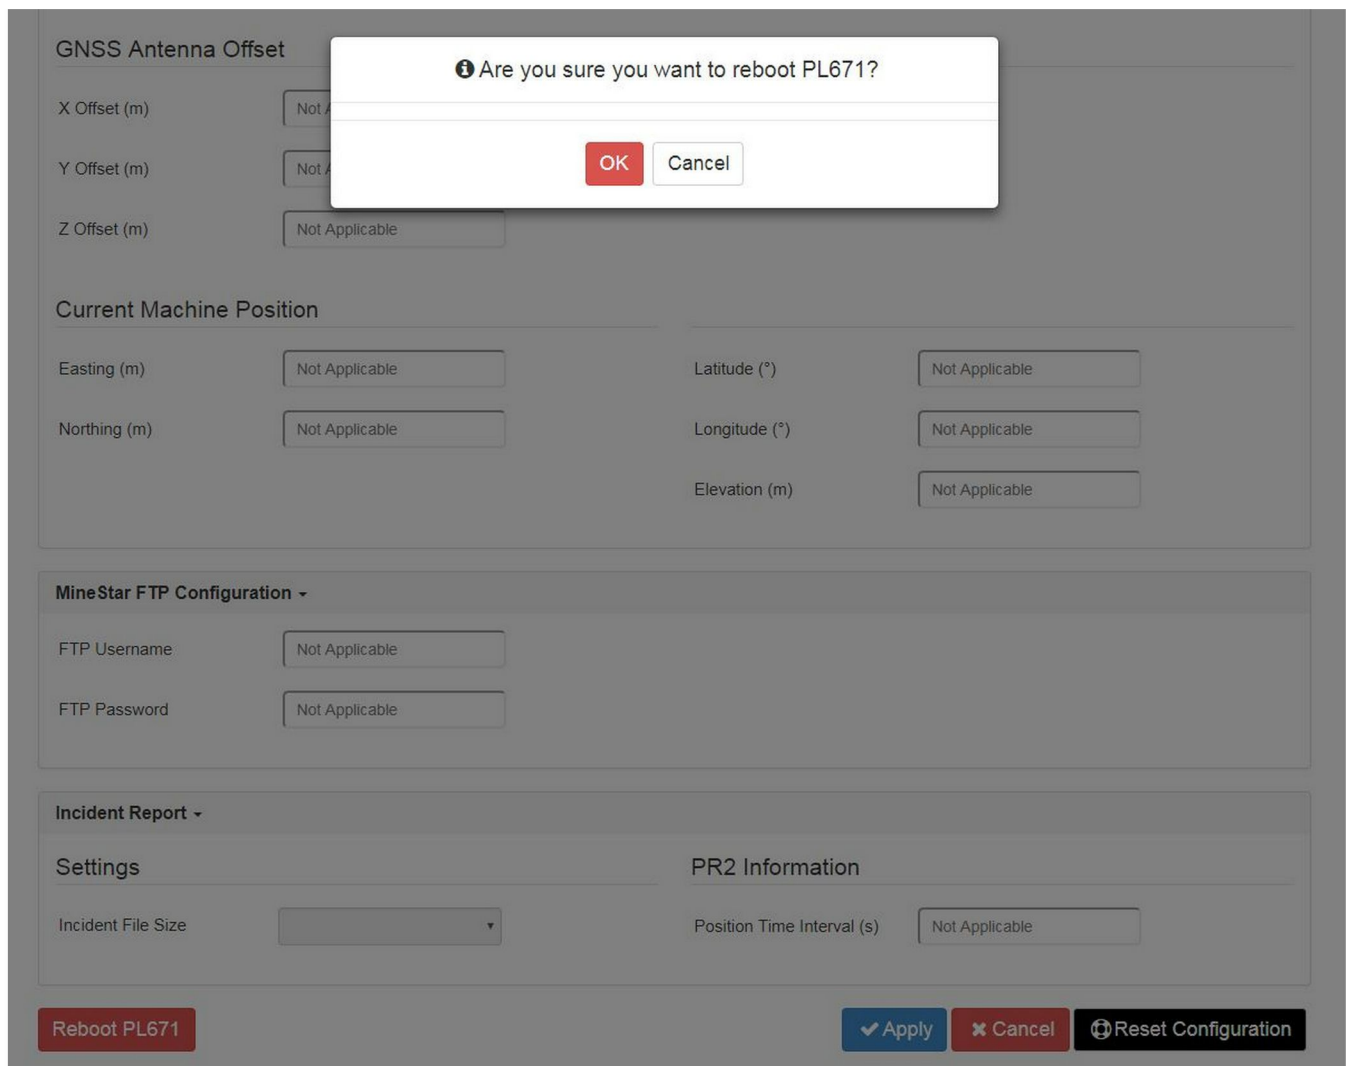 GNSS Antenna Offset
Are you sure you want to reboot PL671?
X Offset (m)
Not A
OK
Cancel
Y Offset (m)
Not A
Z Offset (m)
Not Applicable
Current Machine Position
Easting (m)
Not Applicable
Latitude (°)
Not Applicable
Northing (m)
Not Applicable
Longitude (°)
Not Applicable
Elevation (m)
Not Applicable
MineStar FTP Configuration
FTP Username
Not Applicable
FTP Password
Not Applicable
Incident Report
Settings
PR2 Information
Incident File Size
Position Time Interval (s)
Not Applicable
Reboot PL671
Apply
Cancel
Reset Configuration